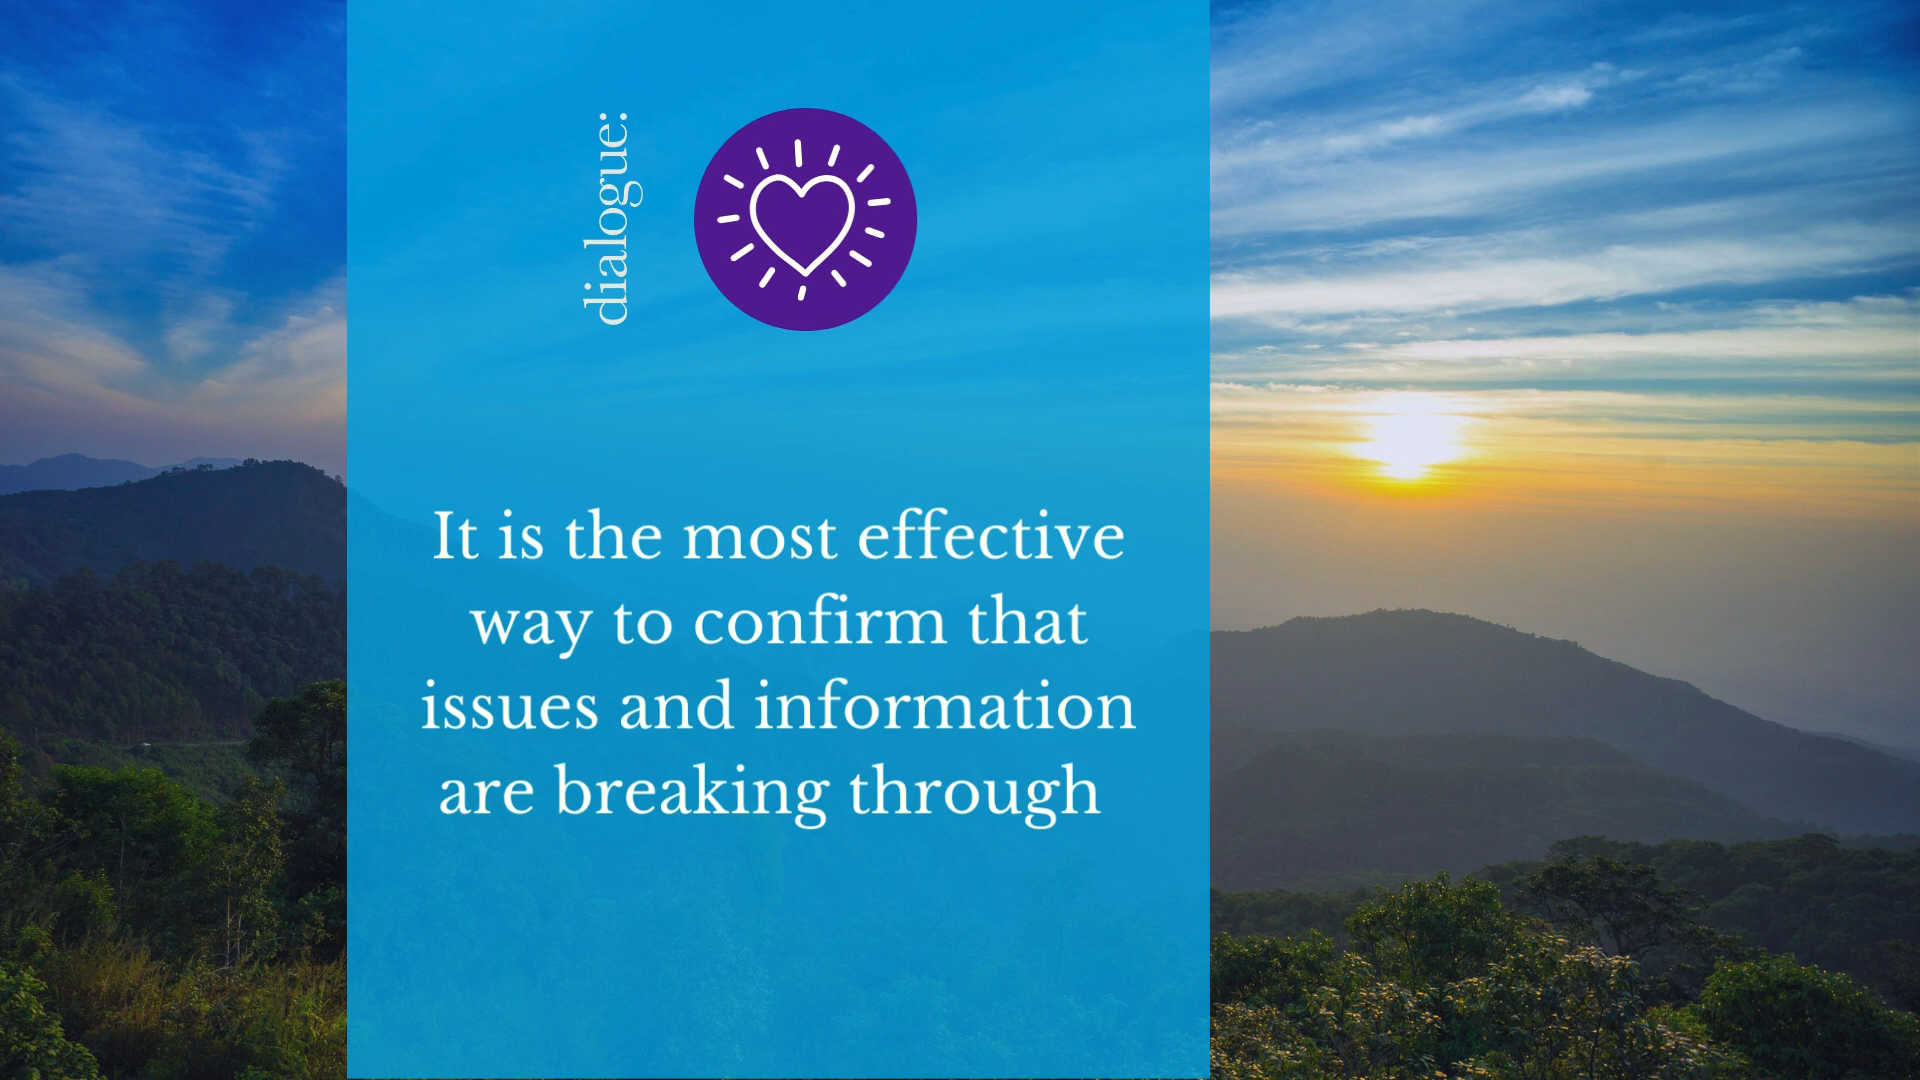 dialogue:
It is the most effective
way to confirm that
issues and information
are breaking through